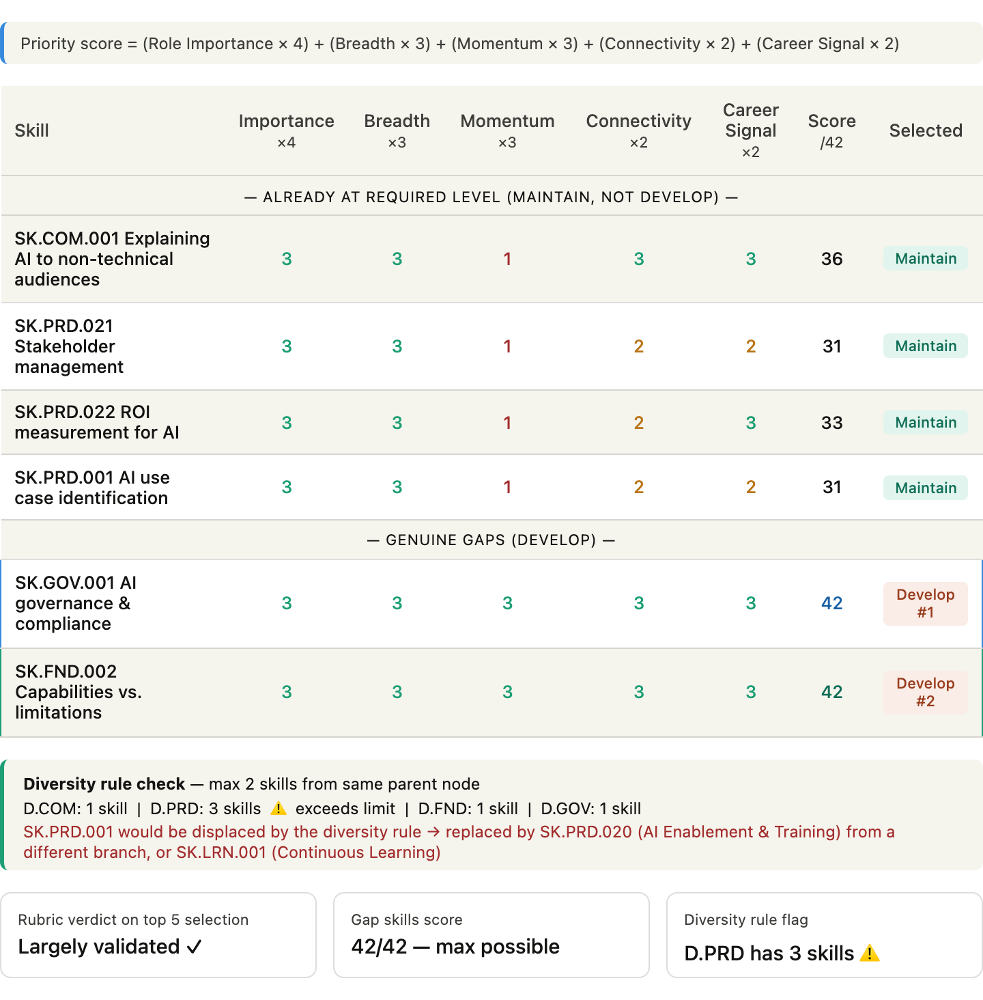 Priority score = (Role Importance × 4) + (Breadth × 3) + (Momentum × 3) + (Connectivity × 2) + (Career Signal × 2)
Skill
Importance
×4
Breadth
×3
Momentum
×3
Connectivity
×2
Career
Signal
×2
Score
/42
Selected
— ALREADY AT REQUIRED LEVEL (MAINTAIN, NOT DEVELOP) —
SK.COM.001 Explaining
AI to non-technical
audiences
3 3 1 3 3 36 Maintain
SK.PRD.021
Stakeholder
management
3 3 1 2 2 31 Maintain
SK.PRD.022 ROI
measurement for AI
3 3 1 2 3 33 Maintain
SK.PRD.001 AI use
case identification
3 3 1 2 2 31 Maintain
— GENUINE GAPS (DEVELOP) —
SK.GOV.001 AI
governance &
compliance
3 3 3 3 3 42 Develop
#1
SK.FND.002
Capabilities vs.
limitations
3 3 3 3 3 42 Develop
#2
Diversity rule check — max 2 skills from same parent node
D.COM: 1 skill | D.PRD: 3 skills ⚠️ exceeds limit | D.FND: 1 skill | D.GOV: 1 skill
SK.PRD.001 would be displaced by the diversity rule → replaced by SK.PRD.020 (AI Enablement & Training) from a
different branch, or SK.LRN.001 (Continuous Learning)
Rubric verdict on top 5 selection
Largely validated ✓
Gap skills score
42/42 — max possible
Diversity rule flag
D.PRD has 3 skills ⚠️